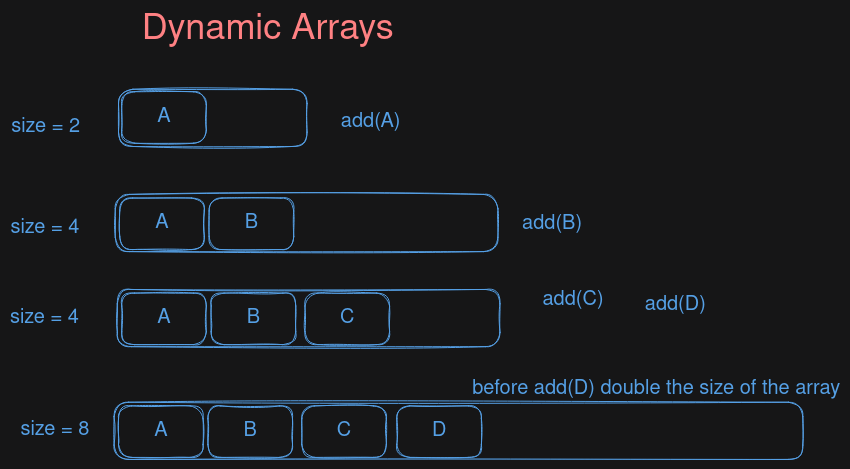 Dynamic Arrays
size = 2
A
add(A)
size = 4
A B
add(B)
size = 4
A B C
add(C) add(D)
before add(D) double the size of the array
size = 8
A B C D